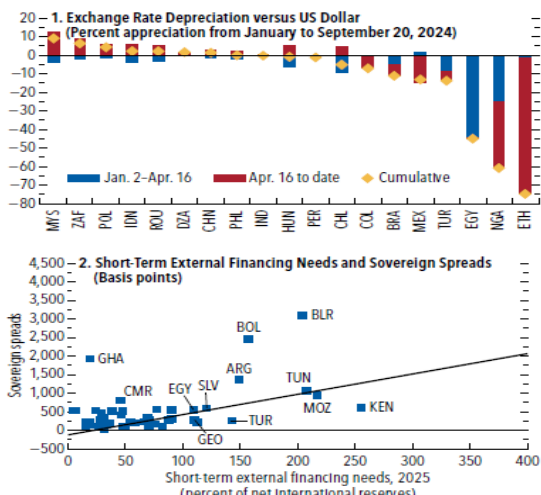 1. Exchange Rate Depreciation versus US Dollar
(Percent appreciation from January to September 20, 2024)
20
10
0
−10
−20
−30
−40
−50
−60
−70
−80
Jan. 2–Apr. 16
Apr. 16 to date
Cumulative
MYS
ZAF
POL
IDN
ROU
DZA
CHN
PHL
IND
HUN
PER
CHL
COL
BRA
MEX
TUR
EGY
NGA
ETH
2. Short-Term External Financing Needs and Sovereign Spreads
(Basis points)
Sovereign spreads
4,500
4,000
3,500
3,000
2,500
2,000
1,500
1,000
500
0
−500
BLR
BOL
GHA
ARG
TUN
CMR
EGY
SLV
MOZ
KEN
TUR
GEO
0
50
100
150
200
250
300
350
400
Short-term external financing needs, 2025
(percent of net international reserves)